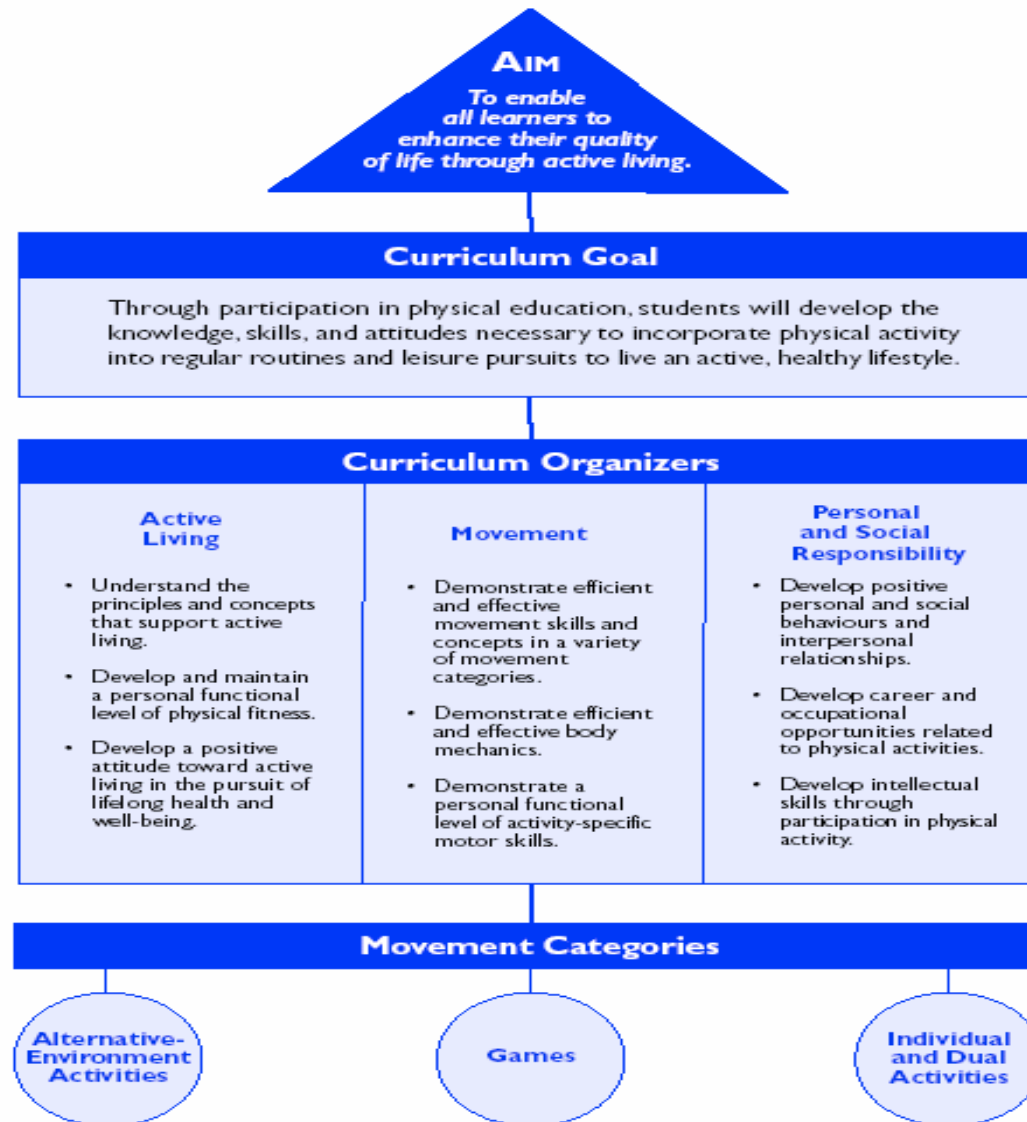 AIM
To enable
all learners to
enhance their quality
of life through active living.
Curriculum Goal
Through participation in physical education, students will develop the
knowledge, skills, and attitudes necessary to incorporate physical activity
into regular routines and leisure pursuits to live an active, healthy lifestyle.
Curriculum Organizers
Active
Living
• Understand the
principles and concepts
that support active
living.
• Develop and maintain
a personal functional
level of physical fitness.
• Develop a positive
attitude toward active
living in the pursuit of
lifelong health and
well-being.
Movement
• Demonstrate efficient
and effective
movement skills and
concepts in a variety
of movement
categories.
• Demonstrate efficient
and effective body
mechanics.
• Demonstrate a
personal functional
level of activity-specific
motor skills.
Personal
and Social
Responsibility
• Develop positive
personal and social
behaviours and
interpersonal
relationships.
• Develop career and
occupational
opportunities related
to physical activities.
• Develop intellectual
skills through
participation in physical
activity.
Movement Categories
Alternative-
Environment
Activities
Games
Individual
and Dual
Activities